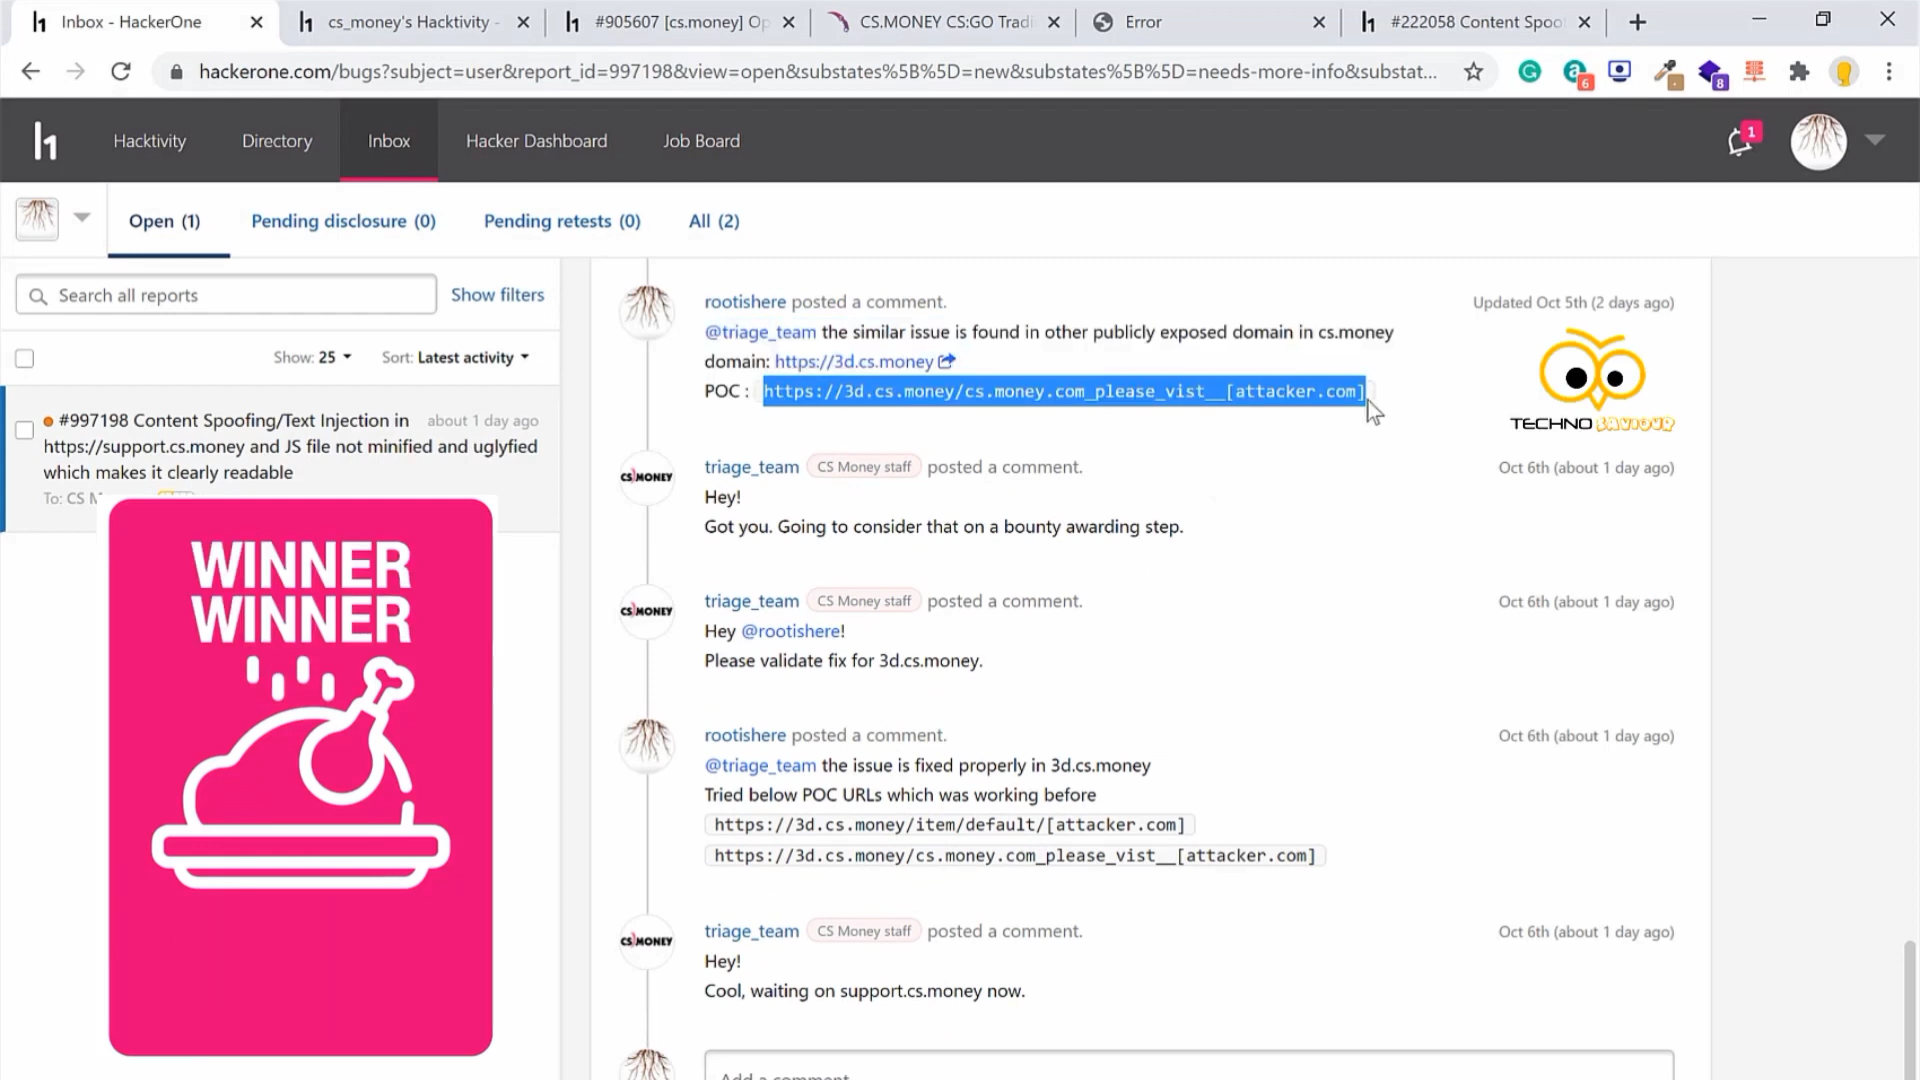 Inbox - HackerOne
cs_money's Hacktivity -
#905607 [cs.money] Op
CS.MONEY CS:GO Tradi
Error
#222058 Content Spoo
hackerone.com/bugs?subject=user&report_id=997198&view=open&substates%5B%5D=new&substates%5B%5D=needs-more-info&substat...
6
8
h1
Hacktivity
Directory
Inbox
Hacker Dashboard
Job Board
1
Open (1)
Pending disclosure (0)
Pending retests (0)
All (2)
Search all reports
Show filters
Show: 25
Sort: Latest activity
#997198 Content Spoofing/Text Injection in
about 1 day ago
https://support.cs.money and JS file not minified and uglyfied
which makes it clearly readable
To: CS M
WINNER
WINNER
rootishere posted a comment.
Updated Oct 5th (2 days ago)
@triage_team the similar issue is found in other publicly exposed domain in cs.money
domain: https://3d.cs.money
POC : https://3d.cs.money/cs.money.com_please_vist__[attacker.com]
TECHNO SAVIOUR
CS MONEY
triage_team CS Money staff posted a comment.
Oct 6th (about 1 day ago)
Hey!
Got you. Going to consider that on a bounty awarding step.
CS MONEY
triage_team CS Money staff posted a comment.
Oct 6th (about 1 day ago)
Hey @rootishere!
Please validate fix for 3d.cs.money.
rootishere posted a comment.
Oct 6th (about 1 day ago)
@triage_team the issue is fixed properly in 3d.cs.money
Tried below POC URLs which was working before
https://3d.cs.money/item/default/[attacker.com]
https://3d.cs.money/cs.money.com_please_vist__[attacker.com]
CS MONEY
triage_team CS Money staff posted a comment.
Oct 6th (about 1 day ago)
Hey!
Cool, waiting on support.cs.money now.
Add a comment